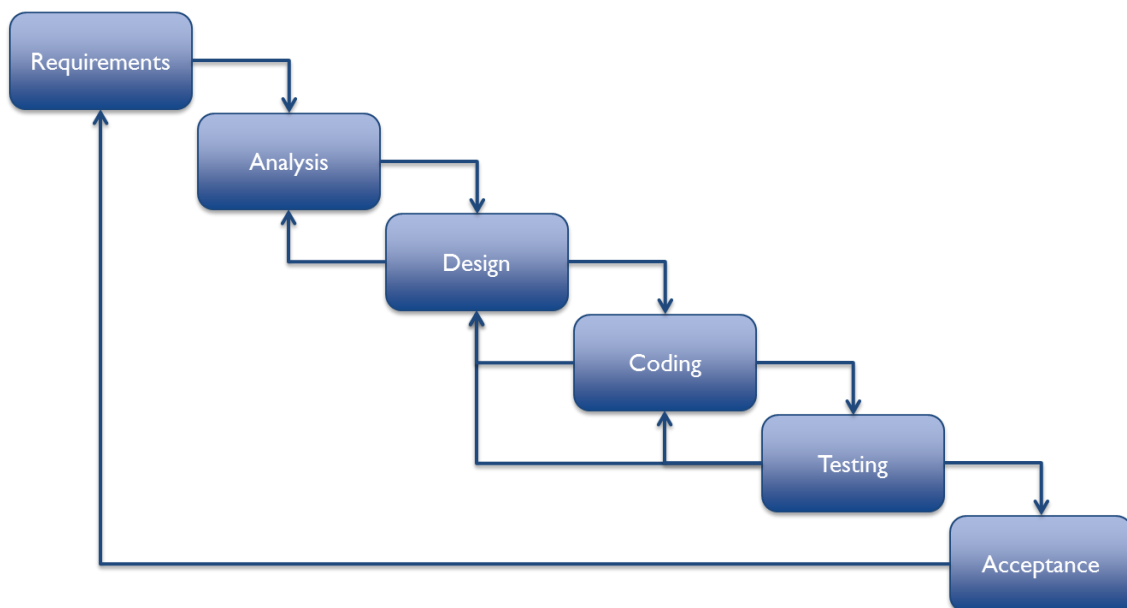 Requirements
Analysis
Design
Coding
Testing
Acceptance